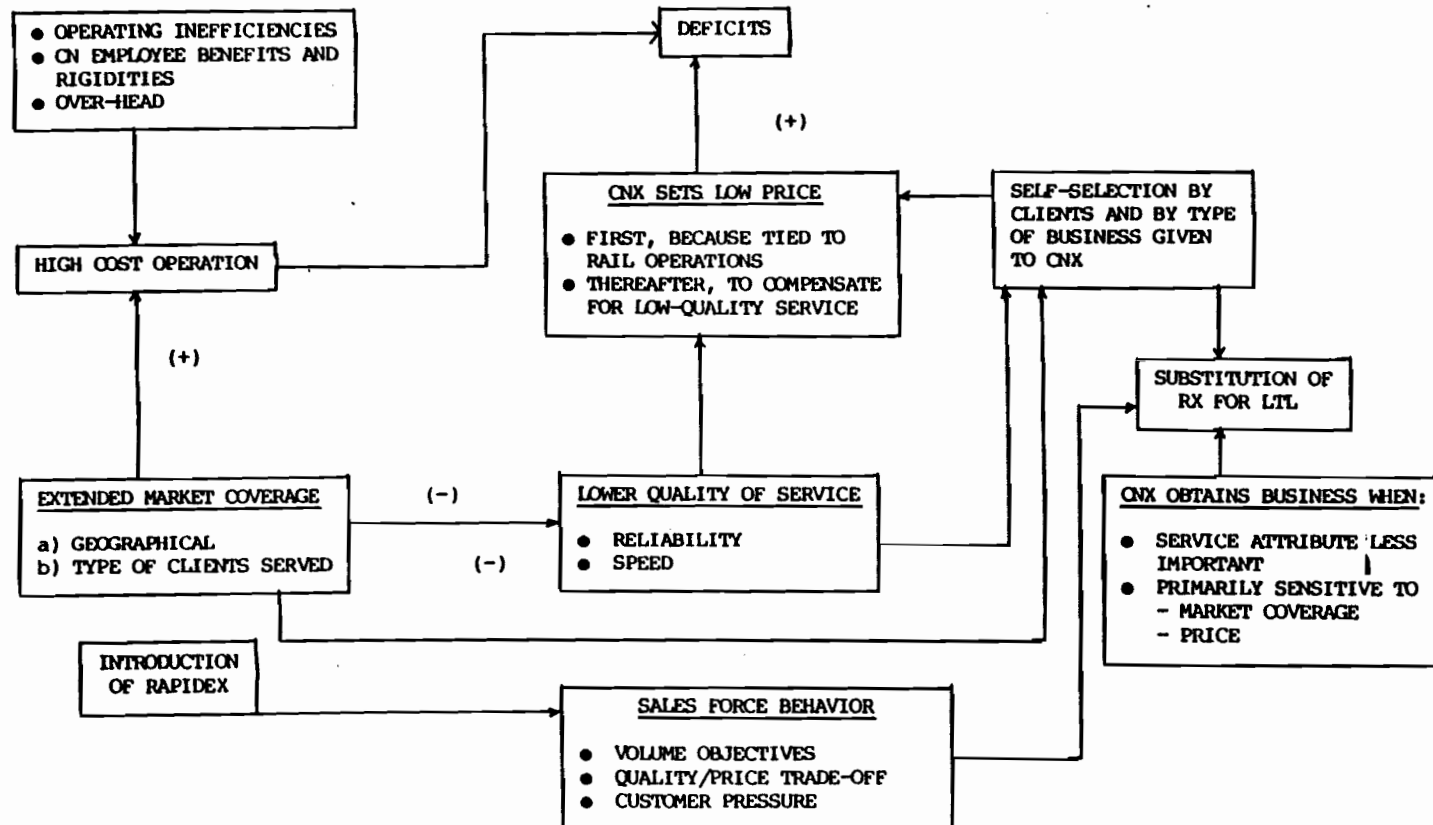 ● OPERATING INEFFICIENCIES
● CN EMPLOYEE BENEFITS AND
RIGIDITIES
● OVER-HEAD
DEFICITS
(+)
CNX SETS LOW PRICE
● FIRST, BECAUSE TIED TO
RAIL OPERATIONS
● THEREAFTER, TO COMPENSATE
FOR LOW-QUALITY SERVICE
SELF-SELECTION BY
CLIENTS AND BY TYPE
OF BUSINESS GIVEN
TO CNX
HIGH COST OPERATION
(+)
SUBSTITUTION OF
RX FOR LTL
EXTENDED MARKET COVERAGE
a) GEOGRAPHICAL
b) TYPE OF CLIENTS SERVED
(-)
(-)
LOWER QUALITY OF SERVICE
● RELIABILITY
● SPEED
CNX OBTAINS BUSINESS WHEN:
● SERVICE ATTRIBUTE LESS
IMPORTANT
● PRIMARILY SENSITIVE TO
- MARKET COVERAGE
- PRICE
INTRODUCTION
OF RAPIDEX
SALES FORCE BEHAVIOR
● VOLUME OBJECTIVES
● QUALITY/PRICE TRADE-OFF
● CUSTOMER PRESSURE